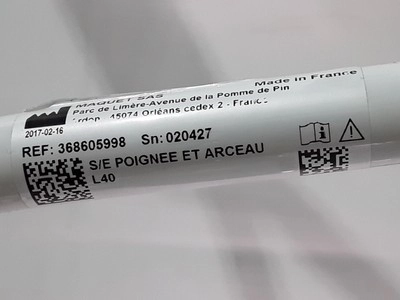 MAQUET SAS
Made in France
Parc de Limère-Avenue de la Pomme de Pin
45074 Orléans cedex 2 - France
2017-02-16
REF: 368605998 Sn: 020427
S/E POIGNEE ET ARCEAU
L40